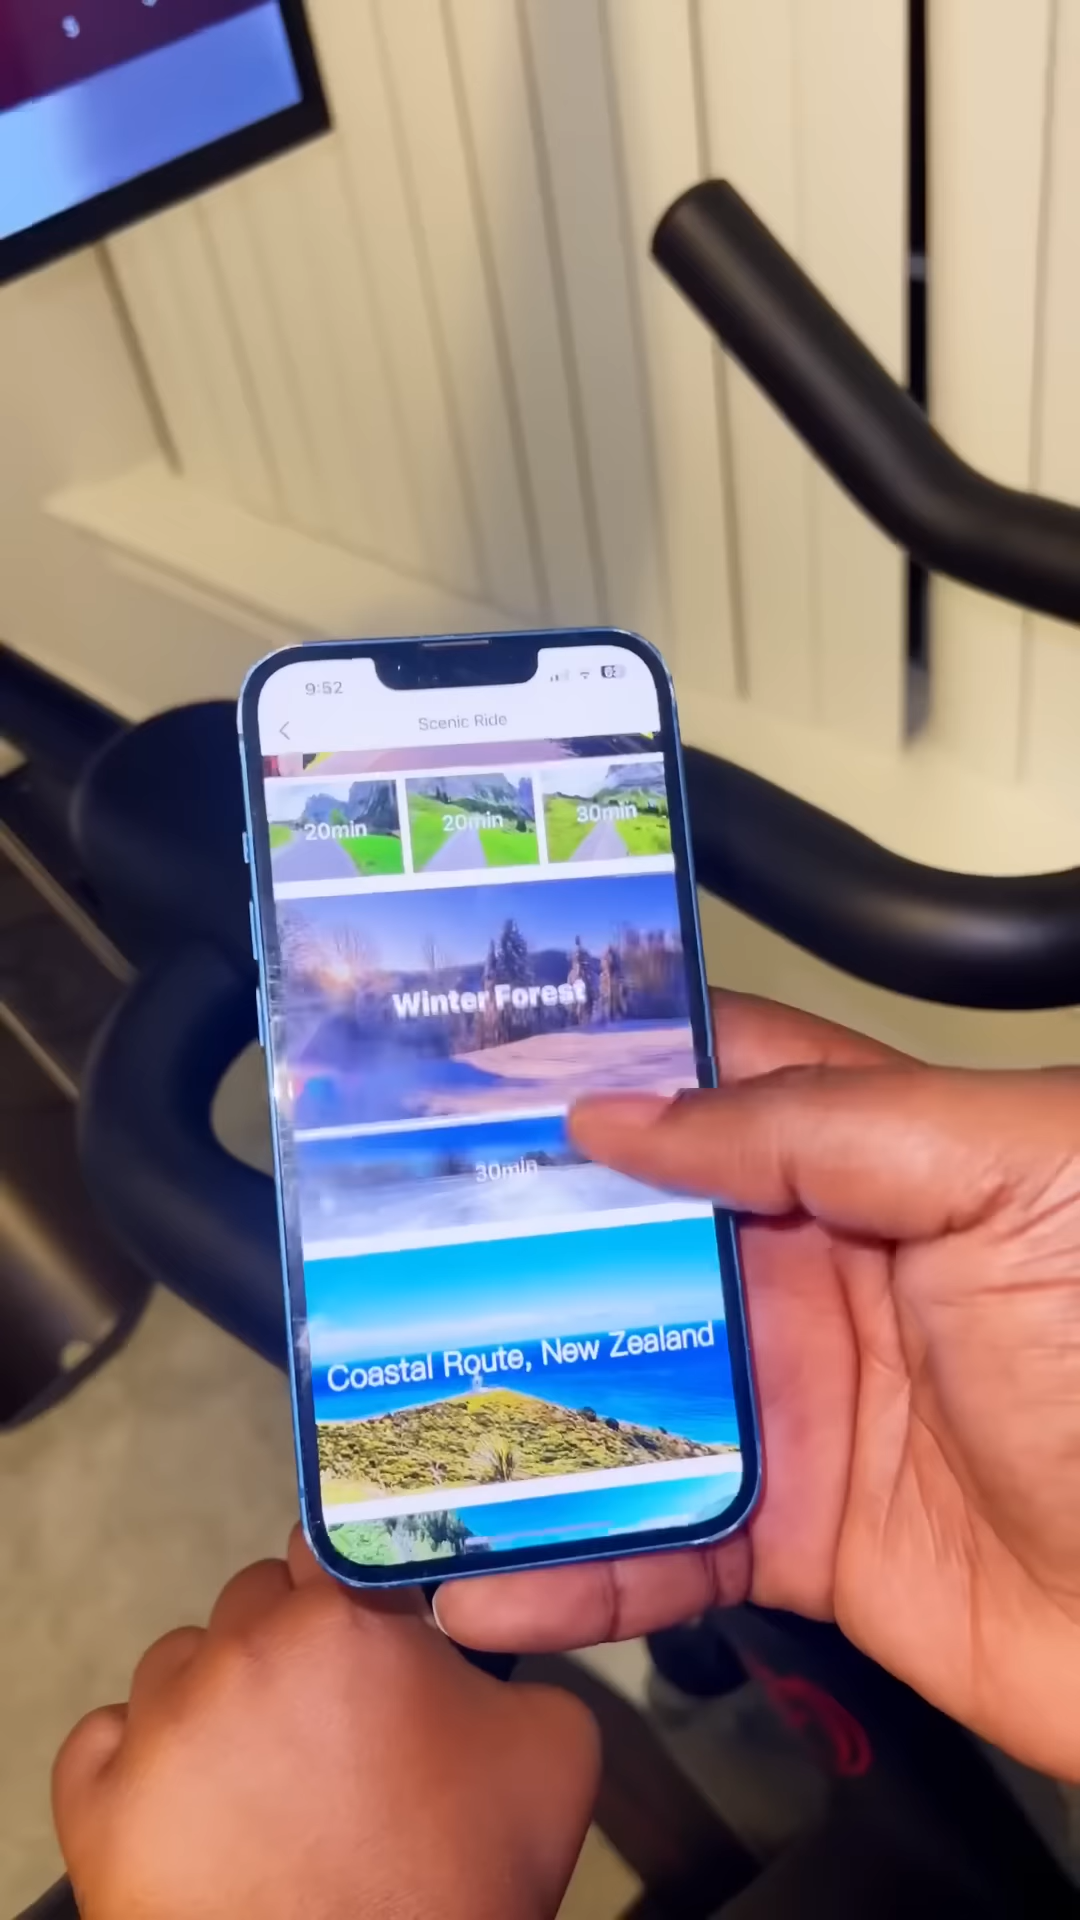 9:52
Scenic Ride
20min
20min
30min
Winter Forest
30min
Coastal Route, New Zealand